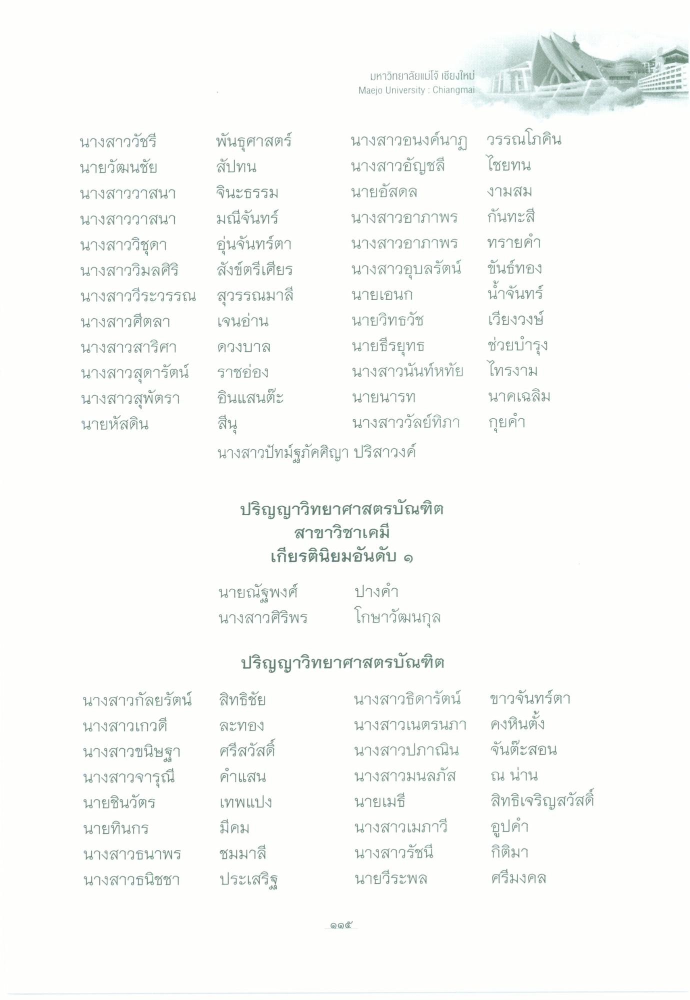 มหาวิทยาลัยแม่โจ้ เชียงใหม่
Maejo University : Chiangmai
นางสาววัชรี พันธุศาสตร์ นางสาวอนงค์นาฏ วรรณโภคิน
นายวัฒนชัย สัปทน นางสาวอัญชลี ไชยทน
นางสาววาสนา จินะธรรม นายอัสดล งามสม
นางสาววาสนา มณีจันทร์ นางสาวอาภาพร กันทะสี
นางสาววิชุดา อุ่นจันทร์ตา นางสาวอาภาพร ทรายคำ
นางสาววิมลศิริ สังข์ตรีเศียร นางสาวอุบลรัตน์ ขันธ์ทอง
นางสาววีระวรรณ สุวรรณมาลี นายเอนก น้ำจันทร์
นางสาวศีตลา เจนอ่าน นายวิทธวัช เวียงวงษ์
นางสาวสาริศา ดวงบาล นายธีรยุทธ ช่วยบำรุง
นางสาวสุดารัตน์ ราชอ่อง นางสาวนันท์หทัย ไทรงาม
นางสาวสุพัตรา อินแสนต๊ะ นายนารท นาคเฉลิม
นายหัสดิน สีนุ นางสาววัลย์ทิภา กุยคำ
นางสาวปัทม์ฐภัคศิญา ปริสาวงค์
ปริญญาวิทยาศาสตรบัณฑิต
สาขาวิชาเคมี
เกียรตินิยมอันดับ ๑
นายณัฐพงศ์ ปางคำ
นางสาวศิริพร โกษาวัฒนกุล
ปริญญาวิทยาศาสตรบัณฑิต
นางสาวกัลยรัตน์ สิทธิชัย นางสาวธิดารัตน์ ขาวจันทร์ตา
นางสาวเกวดี ละทอง นางสาวเนตรนภา คงหินตั้ง
นางสาวขนิษฐา ศรีสวัสดิ์ นางสาวปภาณิน จันต๊ะสอน
นางสาวจารุณี คำแสน นางสาวมนลภัส ณ น่าน
นายชินวัตร เทพแปง นายเมธี สิทธิเจริญสวัสดิ์
นายทินกร มีคม นางสาวเมภาวี อูปคำ
นางสาวธนาพร ชมมาลี นางสาวรัชนี กิติมา
นางสาวธนิชชา ประเสริฐ นายวีระพล ศรีมงคล
๑๑๕